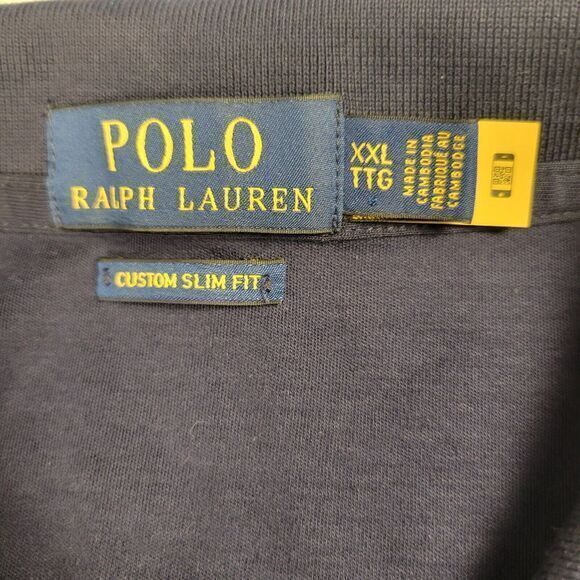 POLO
RALPH LAUREN
XXL
TTG
MADE IN
CAMBODIA
FABRIQUÉ AU
CAMBODGE
CUSTOM SLIM FIT